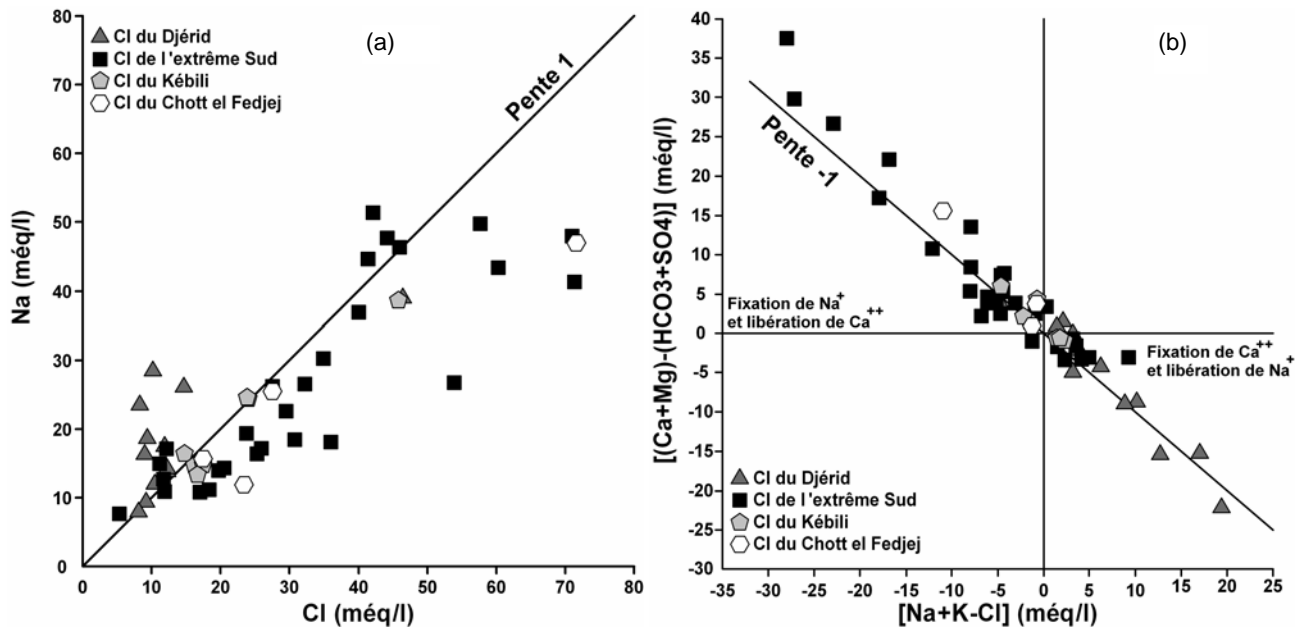 (a)
CI du Djérid
CI de l'extrême Sud
CI du Kébili
CI du Chott el Fedjej
Pente 1
80
70
60
50
40
30
20
10
0
Na (méq/l)
0 10 20 30 40 50 60 70 80
Cl (méq/l)
(b)
40
35
30
25
20
15
10
5
0
-5
-10
-15
-20
-25
-30
[(Ca+Mg)-(HCO3+SO4)] (méq/l)
Pente -1
Fixation de Na+
et libération de Ca++
Fixation de Ca++
et libération de Na+
CI du Djérid
CI de l'extrême Sud
CI du Kébili
CI du Chott el Fedjej
-35 -30 -25 -20 -15 -10 -5 0 5 10 15 20 25
[Na+K-Cl] (méq/l)